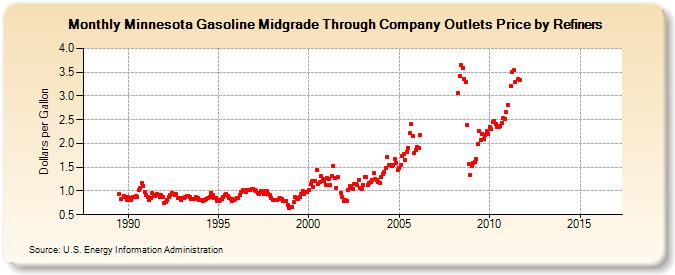 Monthly Minnesota Gasoline Midgrade Through Company Outlets Price by Refiners
Dollars per Gallon
4.0
3.5
3.0
2.5
2.0
1.5
1.0
0.5
1990 1995 2000 2005 2010 2015
Source: U.S. Energy Information Administration